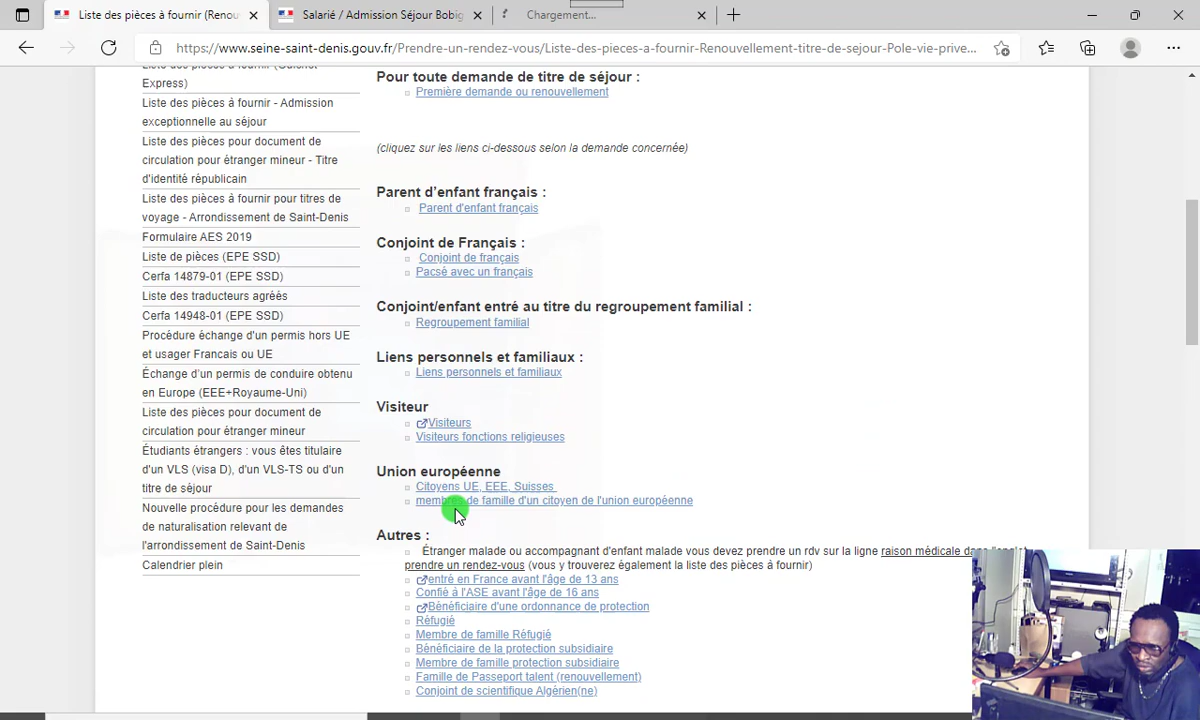 Liste des pièces à fournir (Renou
Salarié / Admission Séjour Bobig
Chargement...
https://www.seine-saint-denis.gouv.fr/Prendre-un-rendez-vous/Liste-des-pieces-a-fournir-Renouvellement-titre-de-sejour-Pole-vie-prive...
Liste des pièces à fournir (Guichet
Express)
Liste des pièces à fournir - Admission
exceptionnelle au séjour
Liste des pièces pour document de
circulation pour étranger mineur - Titre
d'identité républicain
Liste des pièces à fournir pour titres de
voyage - Arrondissement de Saint-Denis
Formulaire AES 2019
Liste de pièces (EPE SSD)
Cerfa 14879-01 (EPE SSD)
Liste des traducteurs agréés
Cerfa 14948-01 (EPE SSD)
Procédure échange d'un permis hors UE
et usager Francais ou UE
Échange d'un permis de conduire obtenu
en Europe (EEE+Royaume-Uni)
Liste des pièces pour document de
circulation pour étranger mineur
Étudiants étrangers : vous êtes titulaire
d'un VLS (visa D), d'un VLS-TS ou d'un
titre de séjour
Nouvelle procédure pour les demandes
de naturalisation relevant de
l'arrondissement de Saint-Denis
Calendrier plein
Pour toute demande de titre de séjour :
Première demande ou renouvellement
(cliquez sur les liens ci-dessous selon la demande concernée)
Parent d'enfant français :
Parent d'enfant français
Conjoint de Français :
Conjoint de français
Pacsé avec un français
Conjoint/enfant entré au titre du regroupement familial :
Regroupement familial
Liens personnels et familiaux :
Liens personnels et familiaux
Visiteur
Visiteurs
Visiteurs fonctions religieuses
Union européenne
Citoyens UE, EEE, Suisses
membres de famille d'un citoyen de l'union européenne
Autres :
Étranger malade ou accompagnant d'enfant malade vous devez prendre un rdv sur la ligne raison médicale dans l'onglet
prendre un rendez-vous (vous y trouverez également la liste des pièces à fournir)
entré en France avant l'âge de 13 ans
Confié à l'ASE avant l'âge de 16 ans
Bénéficiaire d'une ordonnance de protection
Réfugié
Membre de famille Réfugié
Bénéficiaire de la protection subsidiaire
Membre de famille protection subsidiaire
Famille de Passeport talent (renouvellement)
Conjoint de scientifique Algérien(ne)